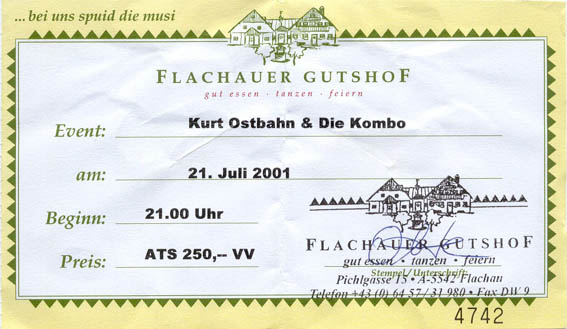 ...bei uns spuid die musi
FLACHAUER GUTSHOF
gut essen · tanzen · feiern
Event: Kurt Ostbahn & Die Kombo
am: 21. Juli 2001
Beginn: 21.00 Uhr
Preis: ATS 250,-- VV
FLACHAUER GUTSHOF
gut essen · tanzen · feiern
Stempel/Unterschrift:
Pichlgasse 15 • A-5542 Flachau
Telefon +43 (0) 64 57/31 980 • Fax DW 9
4742